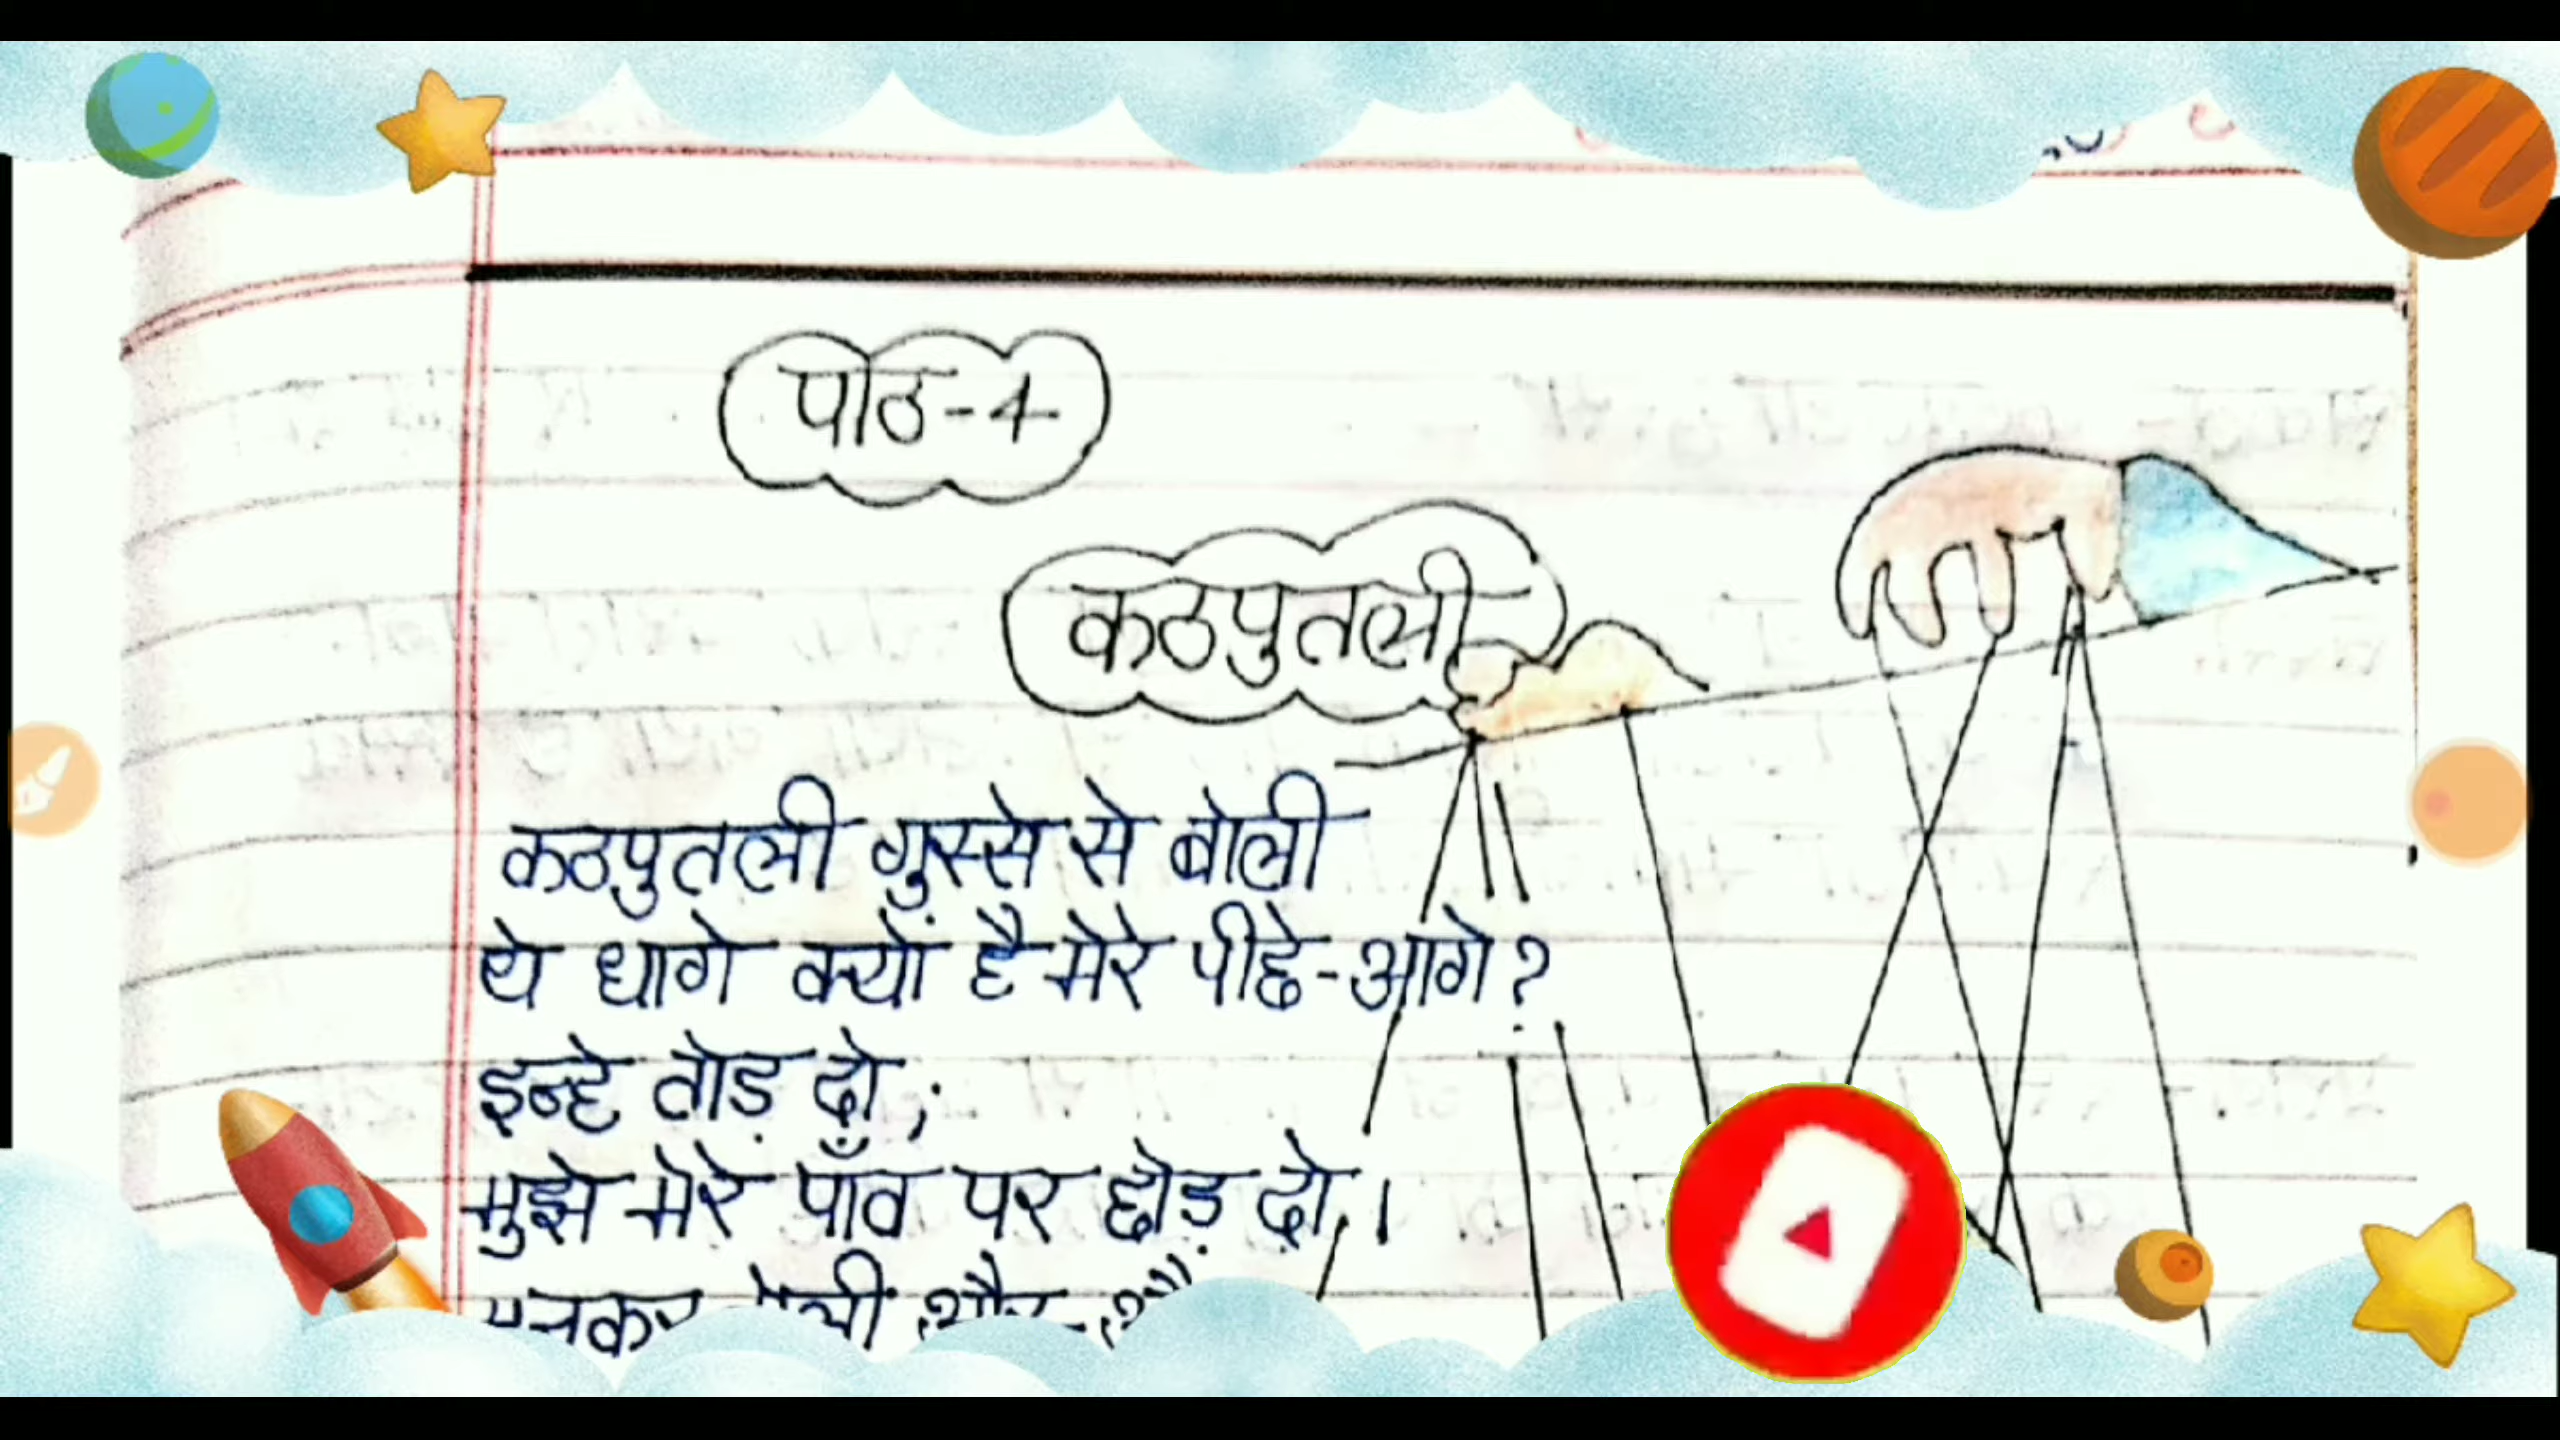 पाठ-4
कठपुतली
कठपुतली गुस्से से बोली
ये धागे क्यों है मेरे पीछे-आगे?
इन्हे तोड़ दो;
मुझे मेरे पाँव पर छोड़ दो।